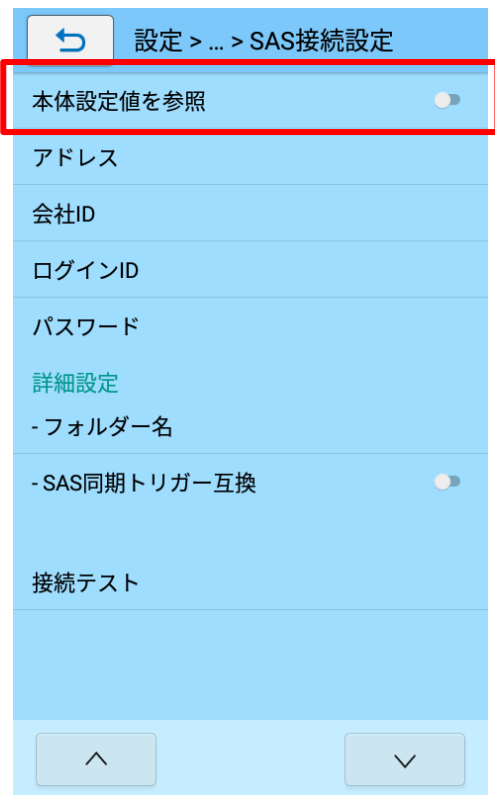 設定 > ... > SAS接続設定
本体設定値を参照
アドレス
会社ID
ログインID
パスワード
詳細設定
- フォルダー名
- SAS同期トリガー互換
接続テスト